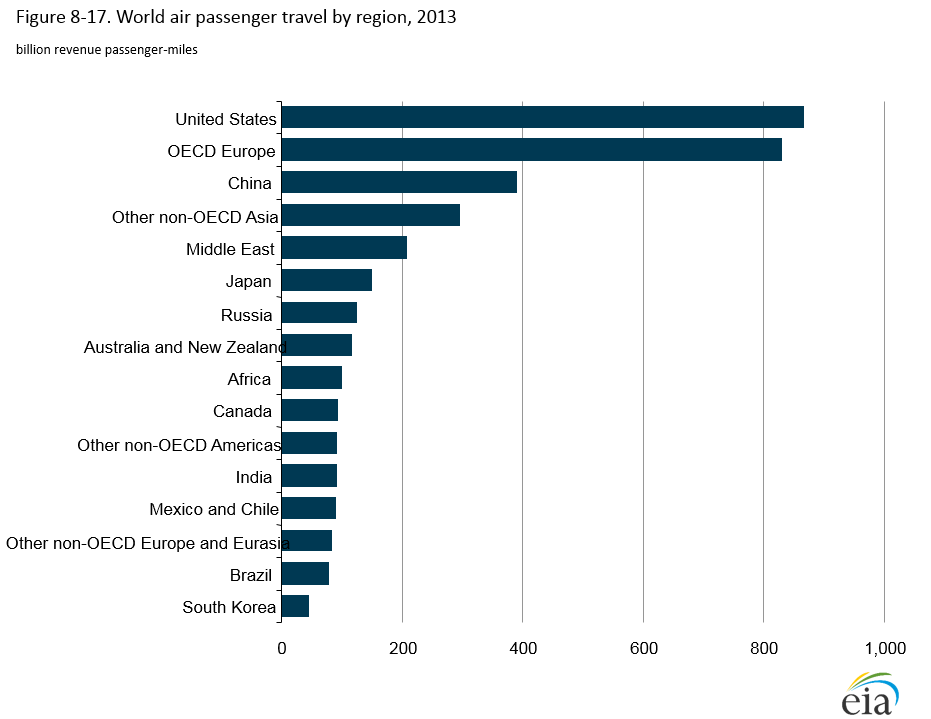 Figure 8-17. World air passenger travel by region, 2013
billion revenue passenger-miles
United States
OECD Europe
China
Other non-OECD Asia
Middle East
Japan
Russia
Australia and New Zealand
Africa
Canada
Other non-OECD Americas
India
Mexico and Chile
Other non-OECD Europe and Eurasia
Brazil
South Korea
0 200 400 600 800 1,000
eia